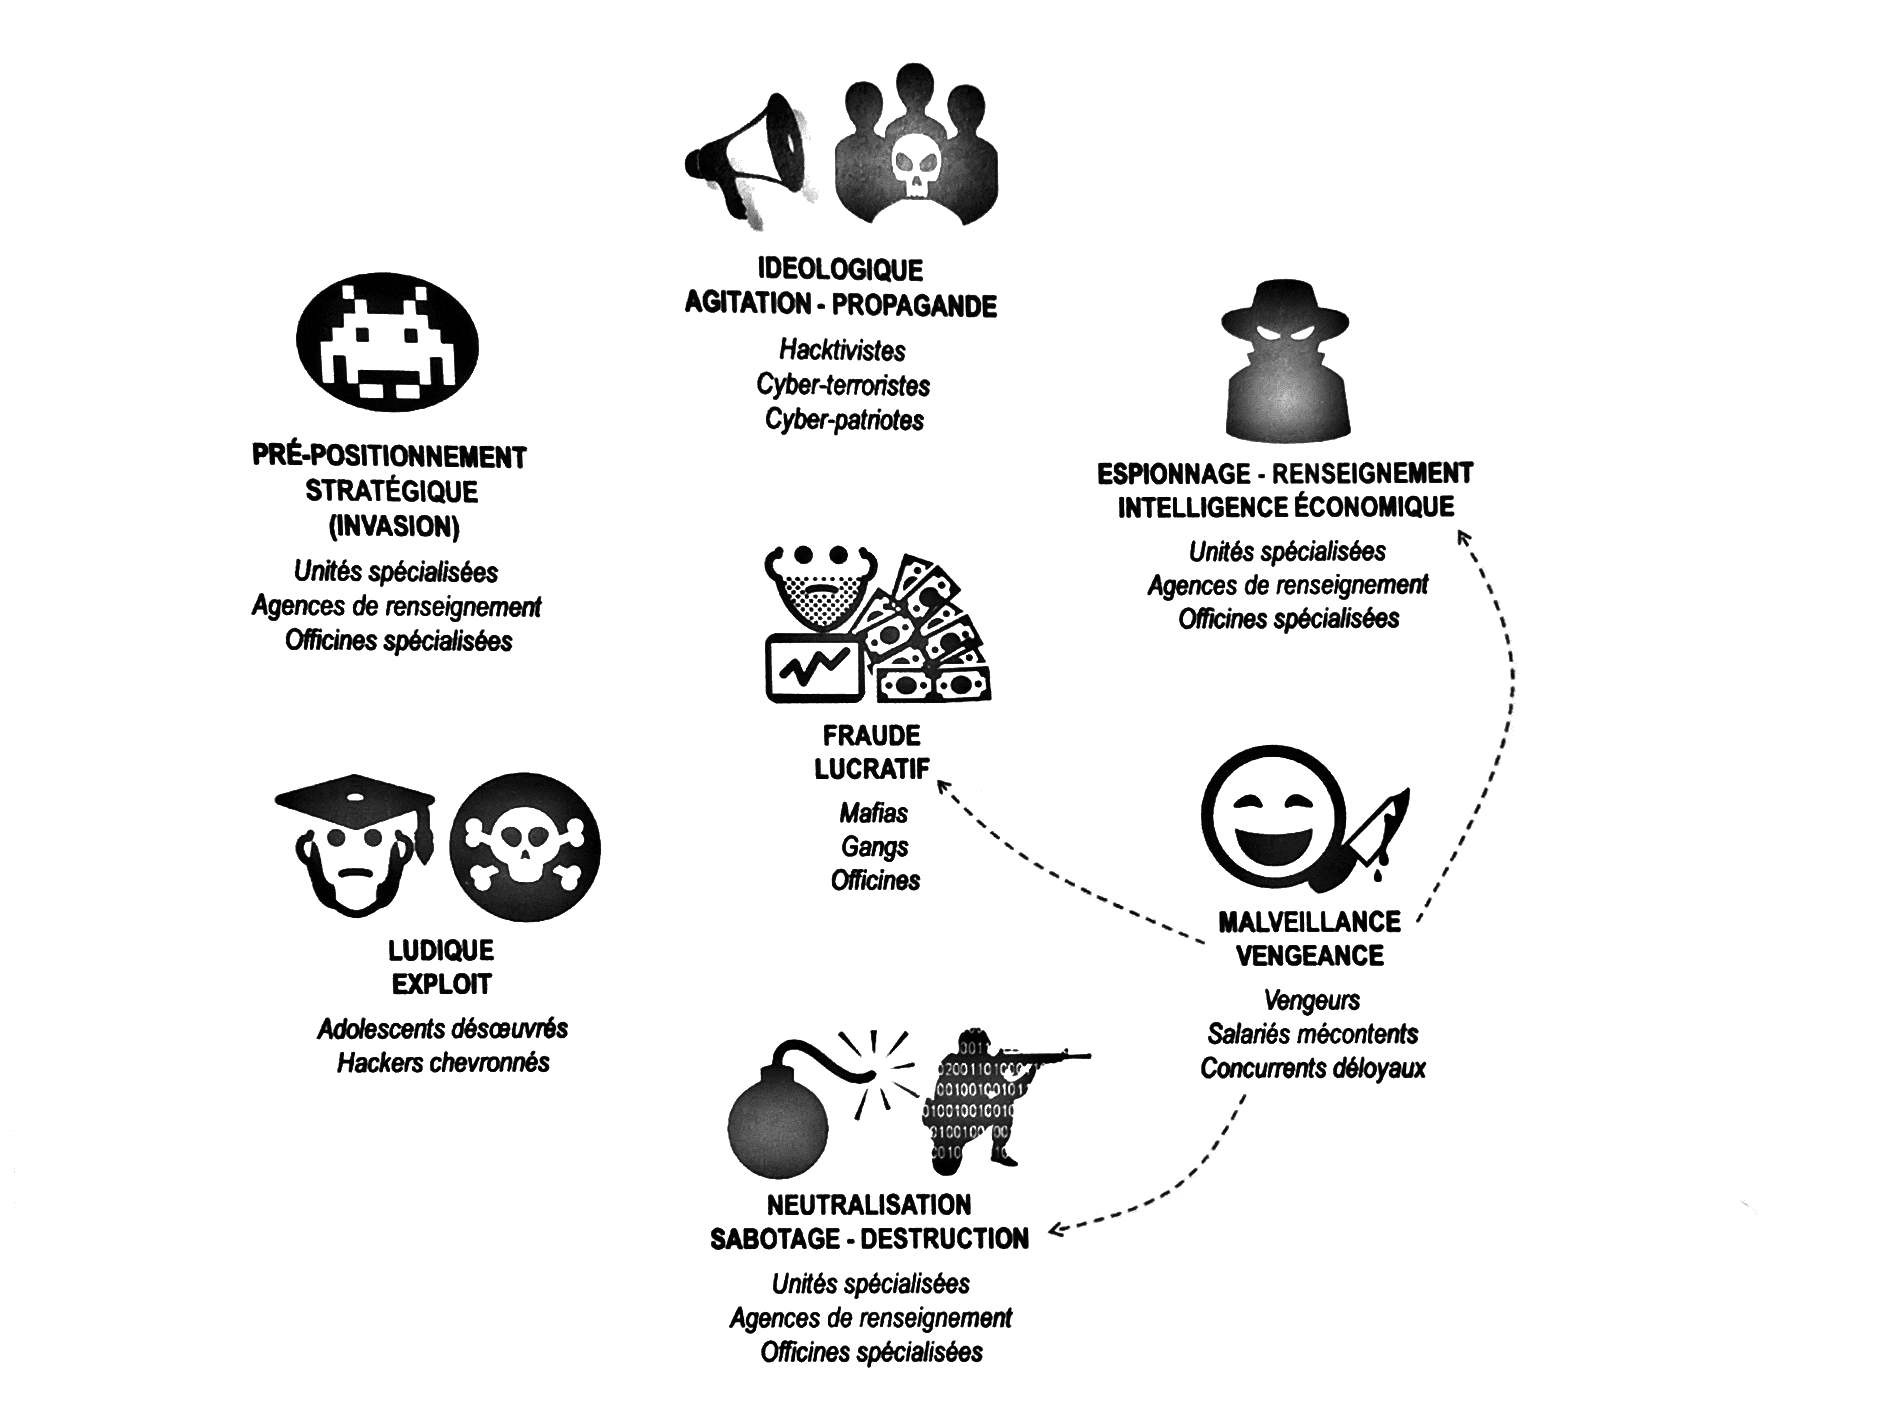 IDEOLOGIQUE
AGITATION - PROPAGANDE
Hacktivistes
Cyber-terroristes
Cyber-patriotes
PRÉ-POSITIONNEMENT
STRATÉGIQUE
(INVASION)
Unités spécialisées
Agences de renseignement
Officines spécialisées
ESPIONNAGE - RENSEIGNEMENT
INTELLIGENCE ÉCONOMIQUE
Unités spécialisées
Agences de renseignement
Officines spécialisées
FRAUDE
LUCRATIF
Mafias
Gangs
Officines
LUDIQUE
EXPLOIT
Adolescents désœuvrés
Hackers chevronnés
MALVEILLANCE
VENGEANCE
Vengeurs
Salariés mécontents
Concurrents déloyaux
NEUTRALISATION
SABOTAGE - DESTRUCTION
Unités spécialisées
Agences de renseignement
Officines spécialisées